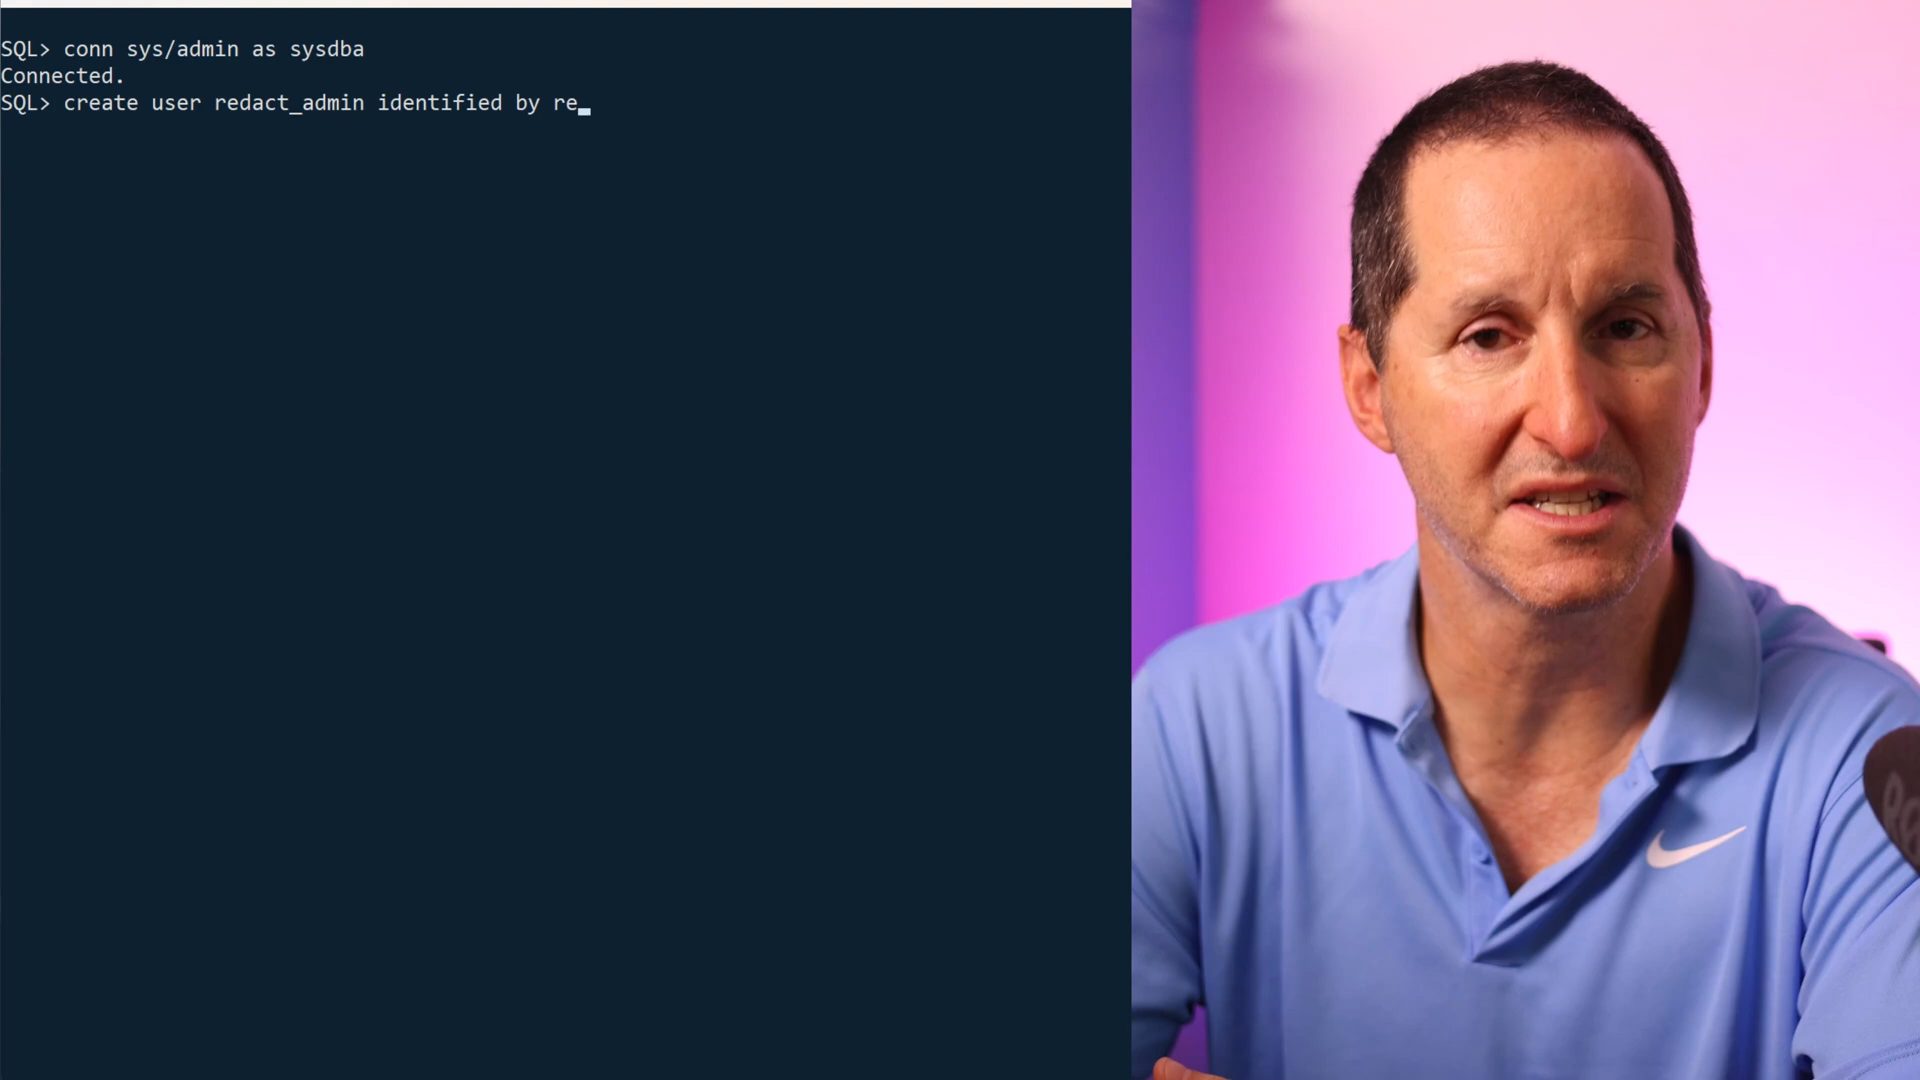 SQL> conn sys/admin as sysdba
Connected.
SQL> create user redact_admin identified by re